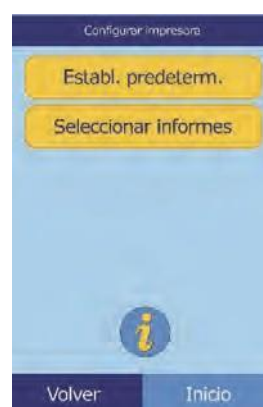 Configurar impresora
Establ. predeterm.
Seleccionar informes
i
Volver Inicio